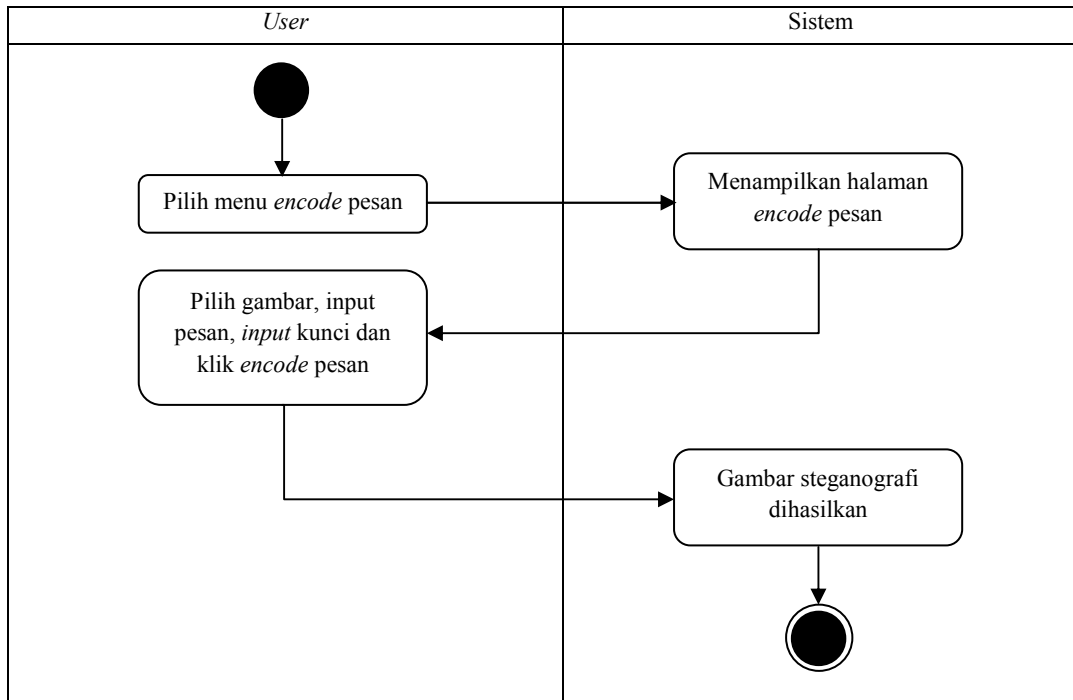 User
Sistem
Pilih menu encode pesan
Menampilkan halaman
encode pesan
Pilih gambar, input
pesan, input kunci dan
klik encode pesan
Gambar steganografi
dihasilkan